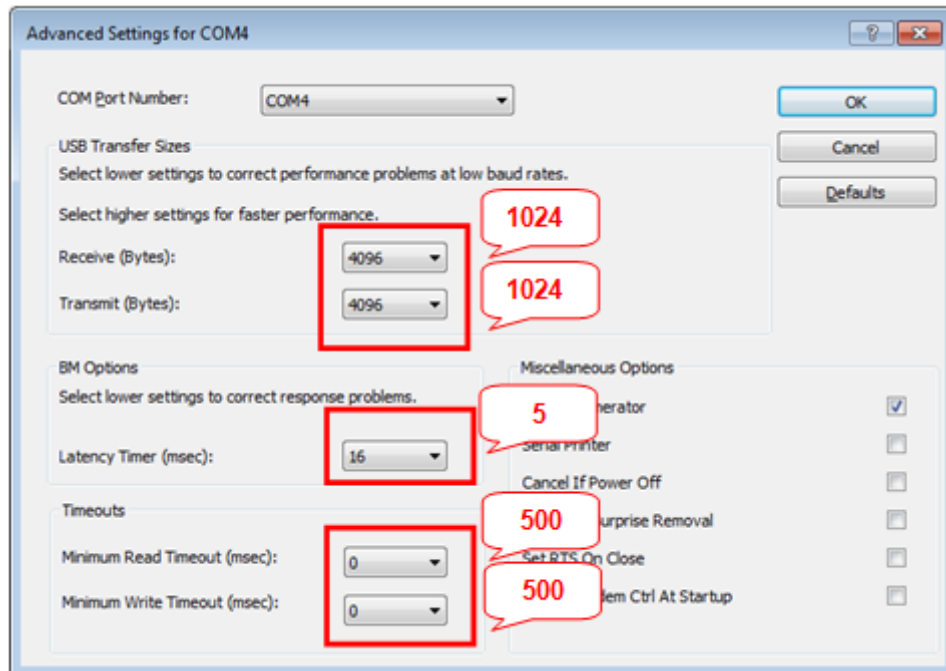 Advanced Settings for COM4
COM Port Number: COM4
OK
USB Transfer Sizes
Cancel
Select lower settings to correct performance problems at low baud rates.
Defaults
Select higher settings for faster performance.
1024
Receive (Bytes): 4096
1024
Transmit (Bytes): 4096
BM Options
Miscellaneous Options
Select lower settings to correct response problems.
5
Latency Timer (msec): 16
Serial Printer
Cancel If Power Off
Timeouts
500
Removal
Minimum Read Timeout (msec): 0
Set RTS On Close
500
Minimum Write Timeout (msec): 0
Ctrl At Startup